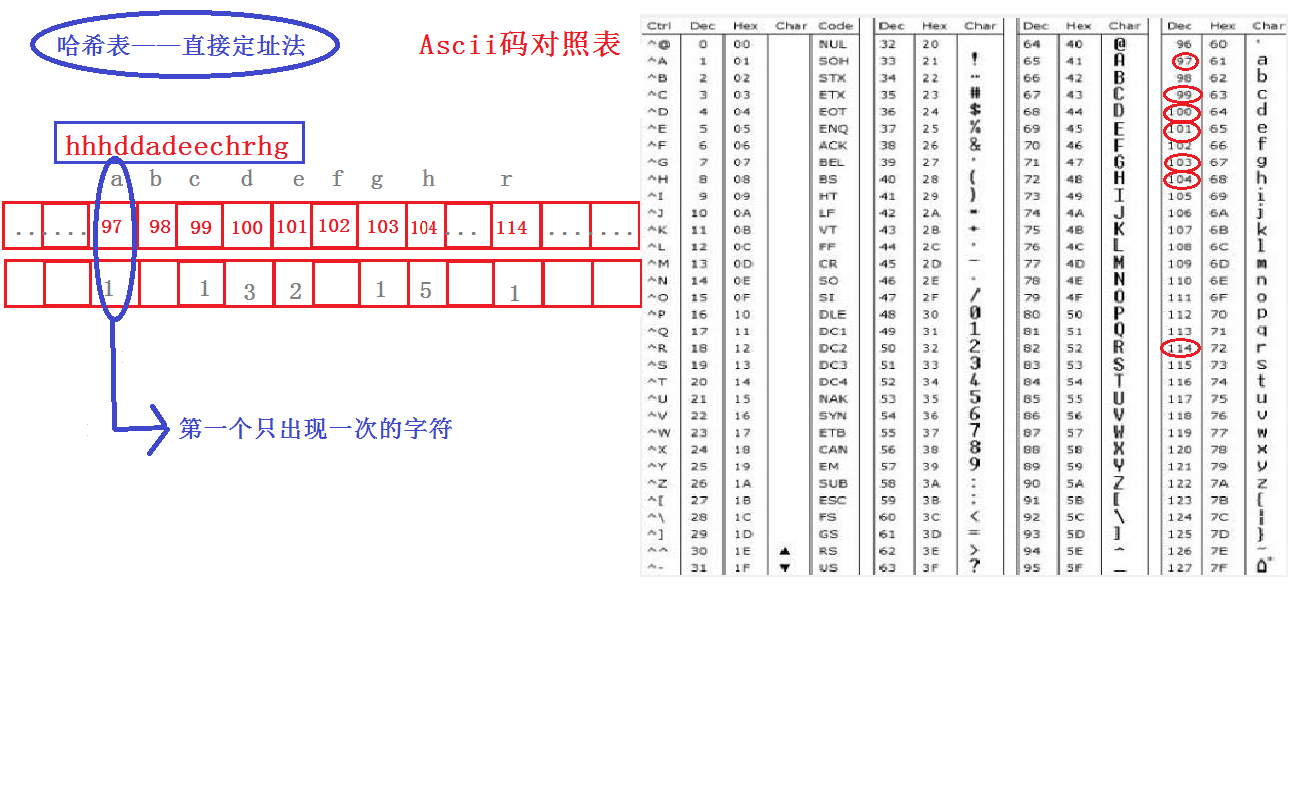 哈希表——直接定址法
Ascii码对照表
hhhddadeechrhg
a b c d e f g h r
...... 97 98 99 100 101 102 103 104 ... 114 .... ...
1 1 3 2 1 5 1
第一个只出现一次的字符
Ctrl Dec Hex Char Code Dec Hex Char Dec Hex Char Dec Hex Char
^@ 0 00 NUL 32 20 64 40 @ 96 60 `
^A 1 01 SOH 33 21 ! 65 41 A 97 61 a
^B 2 02 STX 34 22 " 66 42 B 98 62 b
^C 3 03 ETX 35 23 # 67 43 C 99 63 c
^D 4 04 EOT 36 24 $ 68 44 D 100 64 d
^E 5 05 ENQ 37 25 % 69 45 E 101 65 e
^F 6 06 ACK 38 26 & 70 46 F 102 66 f
^G 7 07 BEL 39 27 ' 71 47 G 103 67 g
^H 8 08 BS 40 28 ( 72 48 H 104 68 h
^I 9 09 HT 41 29 ) 73 49 I 105 69 i
^J 10 0A LF 42 2A * 74 4A J 106 6A j
^K 11 0B VT 43 2B + 75 4B K 107 6B k
^L 12 0C FF 44 2C , 76 4C L 108 6C l
^M 13 0D CR 45 2D - 77 4D M 109 6D m
^N 14 0E SO 46 2E . 78 4E N 110 6E n
^O 15 0F SI 47 2F / 79 4F O 111 6F o
^P 16 10 DLE 48 30 0 80 50 P 112 70 p
^Q 17 11 DC1 49 31 1 81 51 Q 113 71 q
^R 18 12 DC2 50 32 2 82 52 R 114 72 r
^S 19 13 DC3 51 33 3 83 53 S 115 73 s
^T 20 14 DC4 52 34 4 84 54 T 116 74 t
^U 21 15 NAK 53 35 5 85 55 U 117 75 u
^V 22 16 SYN 54 36 6 86 56 V 118 76 v
^W 23 17 ETB 55 37 7 87 57 W 119 77 w
^X 24 18 CAN 56 38 8 88 58 X 120 78 x
^Y 25 19 EM 57 39 9 89 59 Y 121 79 y
^Z 26 1A SUB 58 3A : 90 5A Z 122 7A z
^[ 27 1B ESC 59 3B ; 91 5B [ 123 7B {
^\ 28 1C FS 60 3C < 92 5C \ 124 7C ¦
^] 29 1D GS 61 3D = 93 5D ] 125 7D }
^^ 30 1E ▲ RS 62 3E > 94 5E ^ 126 7E ~
^- 31 1F ▼ US 63 3F ? 95 5F _ 127 7F